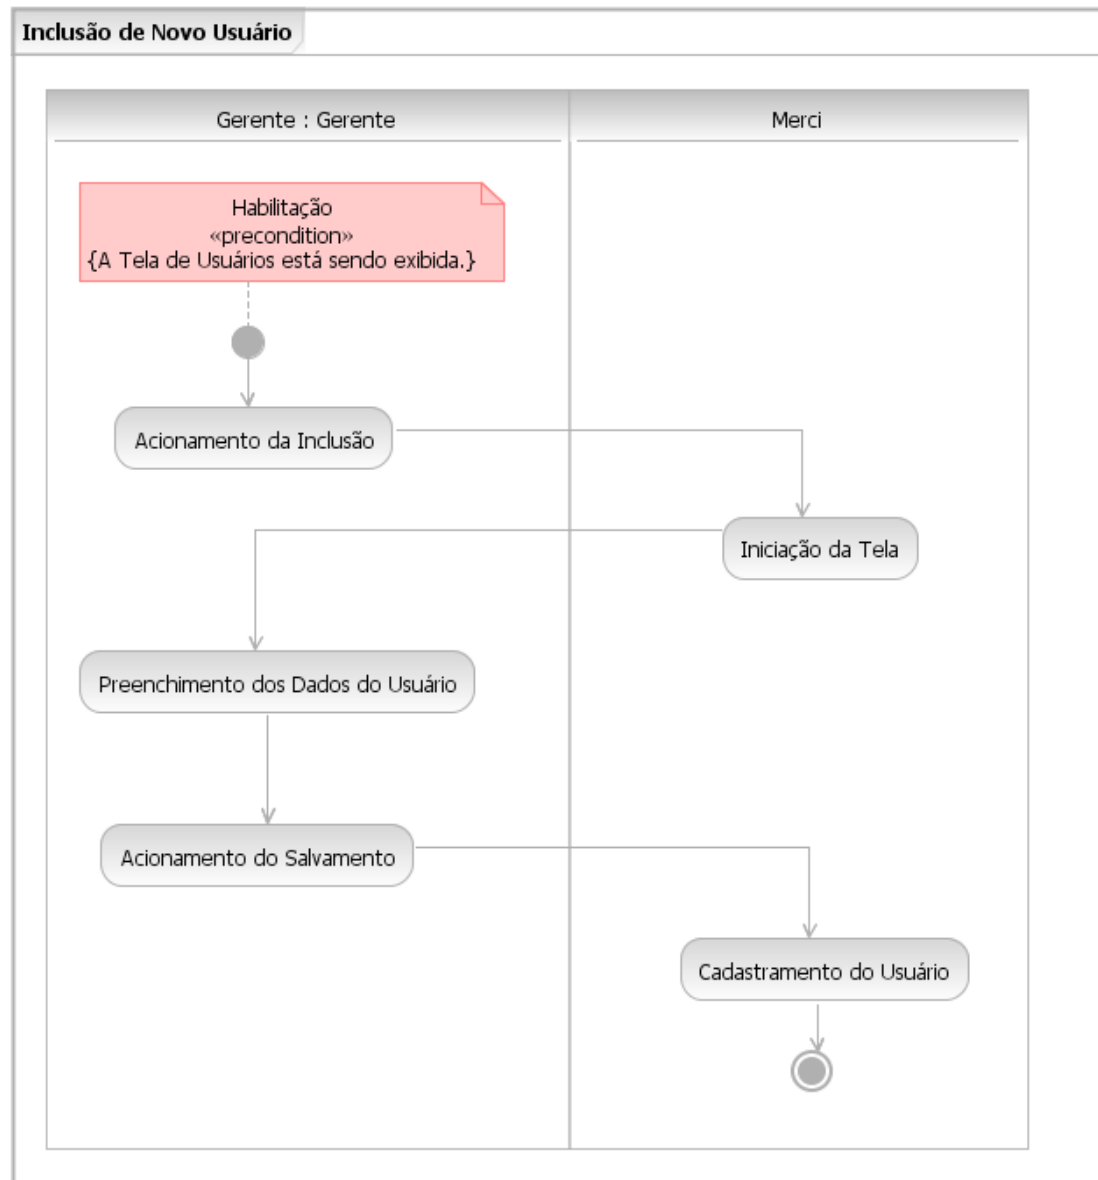 Inclusão de Novo Usuário
Gerente : Gerente
Merci
Habilitação
«precondition»
{A Tela de Usuários está sendo exibida.}
Acionamento da Inclusão
Iniciação da Tela
Preenchimento dos Dados do Usuário
Acionamento do Salvamento
Cadastramento do Usuário